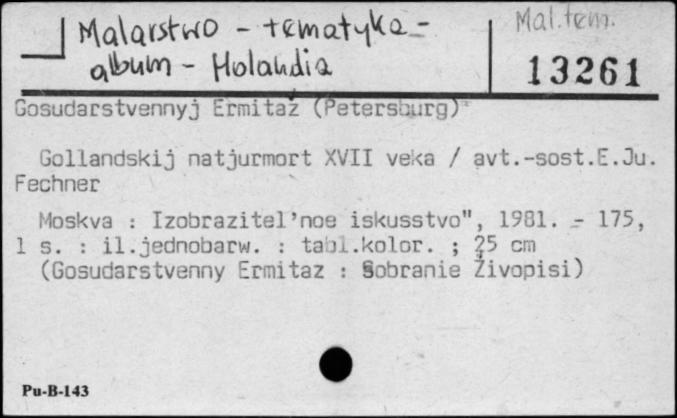 Malarstwo - tematyka -
album - Holandia
Mal. tem.
13261
Gosudarstvennyj Ermitaž (Petersburg)
Gollandskij natjurmort XVII veka / avt.-sost.E.Ju.
Fechner
Moskva : Izobrazitel'noe iskusstvo", 1981. - 175,
1 s. : il.jednobarw. : tabl.kolor. ; 25 cm
(Gosudarstvenny Ermitaz : Sobranie Živopisi)
Pu-B-143